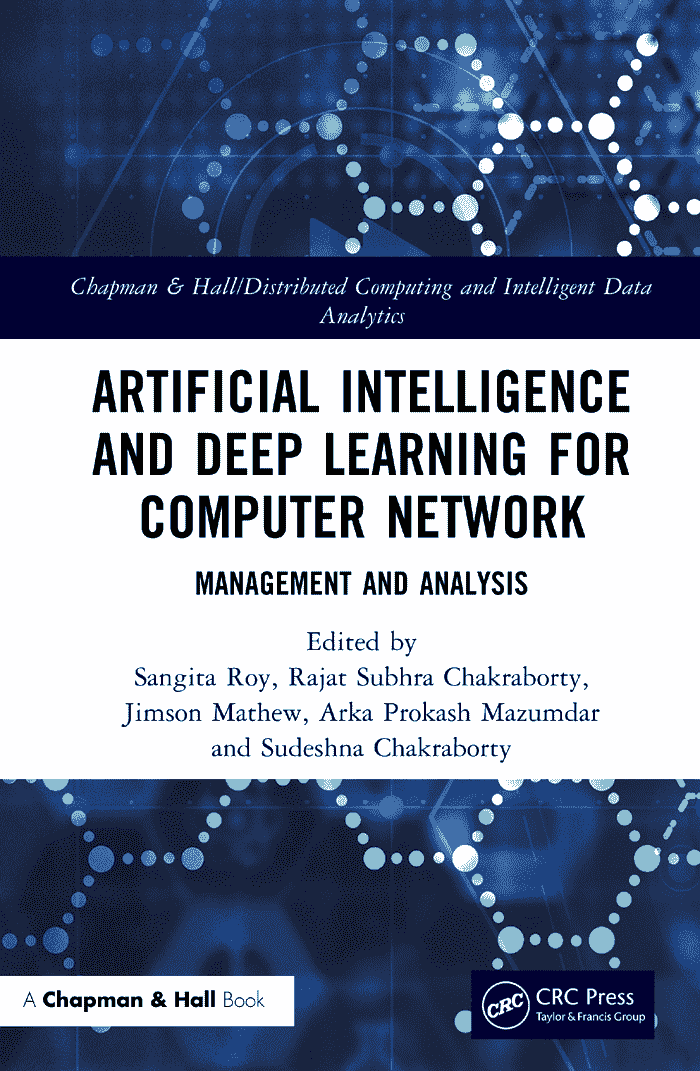 Chapman & Hall/Distributed Computing and Intelligent Data
Analytics
ARTIFICIAL INTELLIGENCE
AND DEEP LEARNING FOR
COMPUTER NETWORK
MANAGEMENT AND ANALYSIS
Edited by
Sangita Roy, Rajat Subhra Chakraborty,
Jimson Mathew, Arka Prokash Mazumdar
and Sudeshna Chakraborty
A Chapman & Hall Book
CRC
CRC Press
Taylor & Francis Group